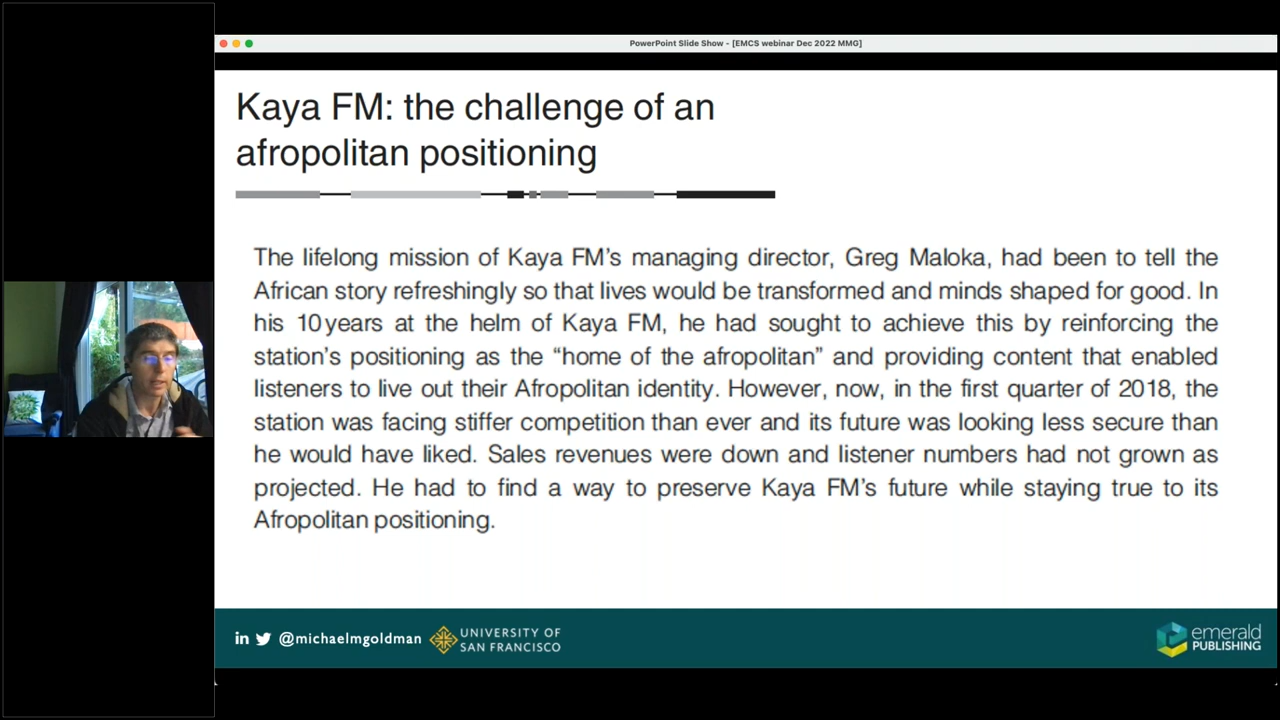 PowerPoint Slide Show - [EMCS webinar Dec 2022 MMG]
Kaya FM: the challenge of an
afropolitan positioning
The lifelong mission of Kaya FM's managing director, Greg Maloka, had been to tell the
African story refreshingly so that lives would be transformed and minds shaped for good. In
his 10 years at the helm of Kaya FM, he had sought to achieve this by reinforcing the
station's positioning as the “home of the afropolitan” and providing content that enabled
listeners to live out their Afropolitan identity. However, now, in the first quarter of 2018, the
station was facing stiffer competition than ever and its future was looking less secure than
he would have liked. Sales revenues were down and listener numbers had not grown as
projected. He had to find a way to preserve Kaya FM's future while staying true to its
Afropolitan positioning.
in @michaelmgoldman
UNIVERSITY OF
SAN FRANCISCO
emerald
PUBLISHING